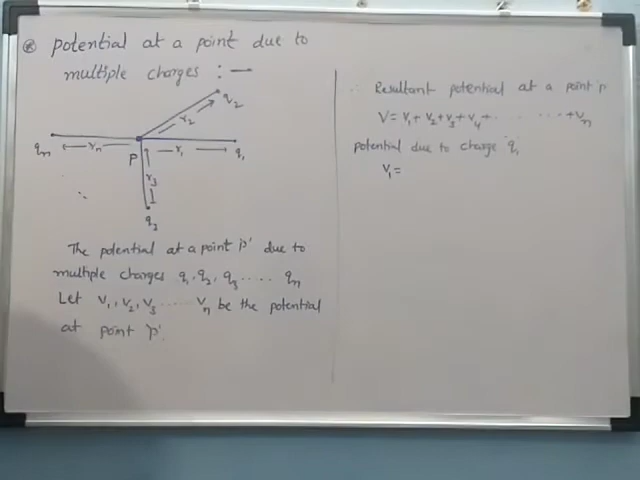 ⊛ potential at a point due to
multiple charges : —
q₂
r₂
qₙ
rₙ
P
r₁
q₁
r₃
q₃
The potential at a point 'p' due to
multiple charges q₁, q₂, q₃ ..... qₙ
Let V₁, V₂, V₃ ..... Vₙ be the potential
at point 'p'.
∴ Resultant potential at a point p
V = V₁ + V₂ + V₃ + V₄ + . . . . . . + Vₙ
potential due to charge "q₁
V₁ =